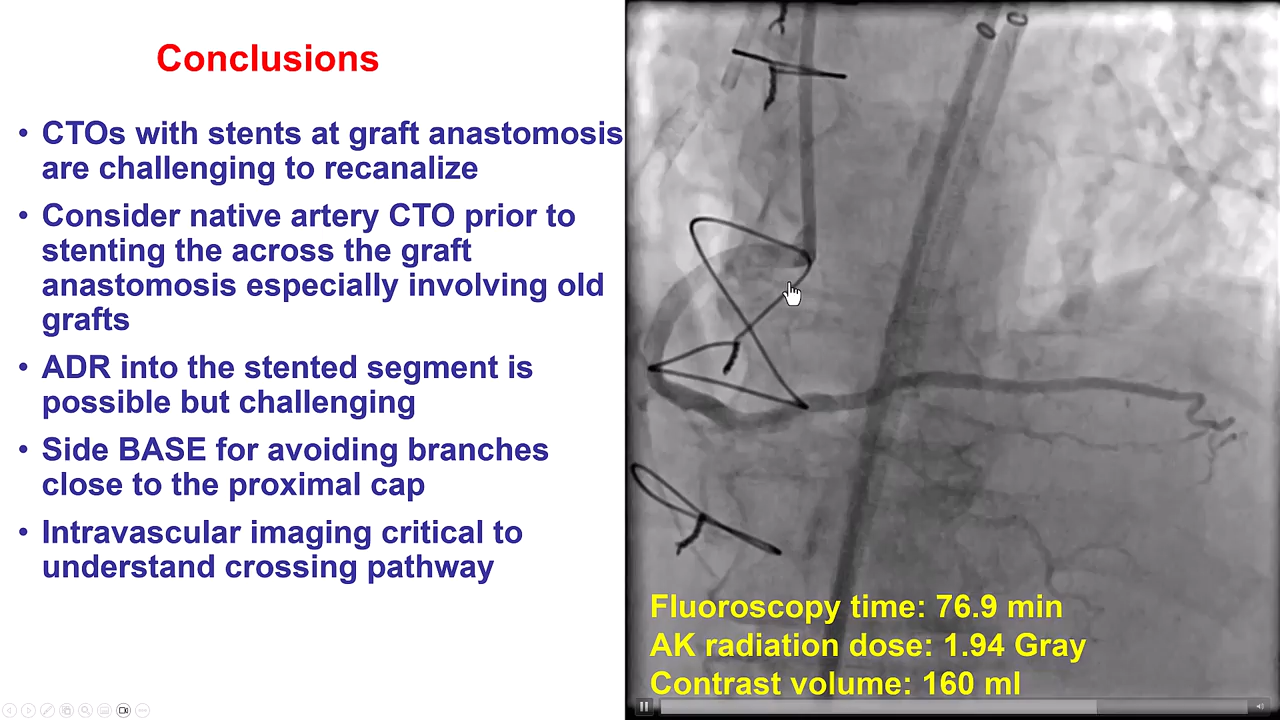 Conclusions
• CTOs with stents at graft anastomosis
are challenging to recanalize
• Consider native artery CTO prior to
stenting the across the graft
anastomosis especially involving old
grafts
• ADR into the stented segment is
possible but challenging
• Side BASE for avoiding branches
close to the proximal cap
• Intravascular imaging critical to
understand crossing pathway
Fluoroscopy time: 76.9 min
AK radiation dose: 1.94 Gray
Contrast volume: 160 ml